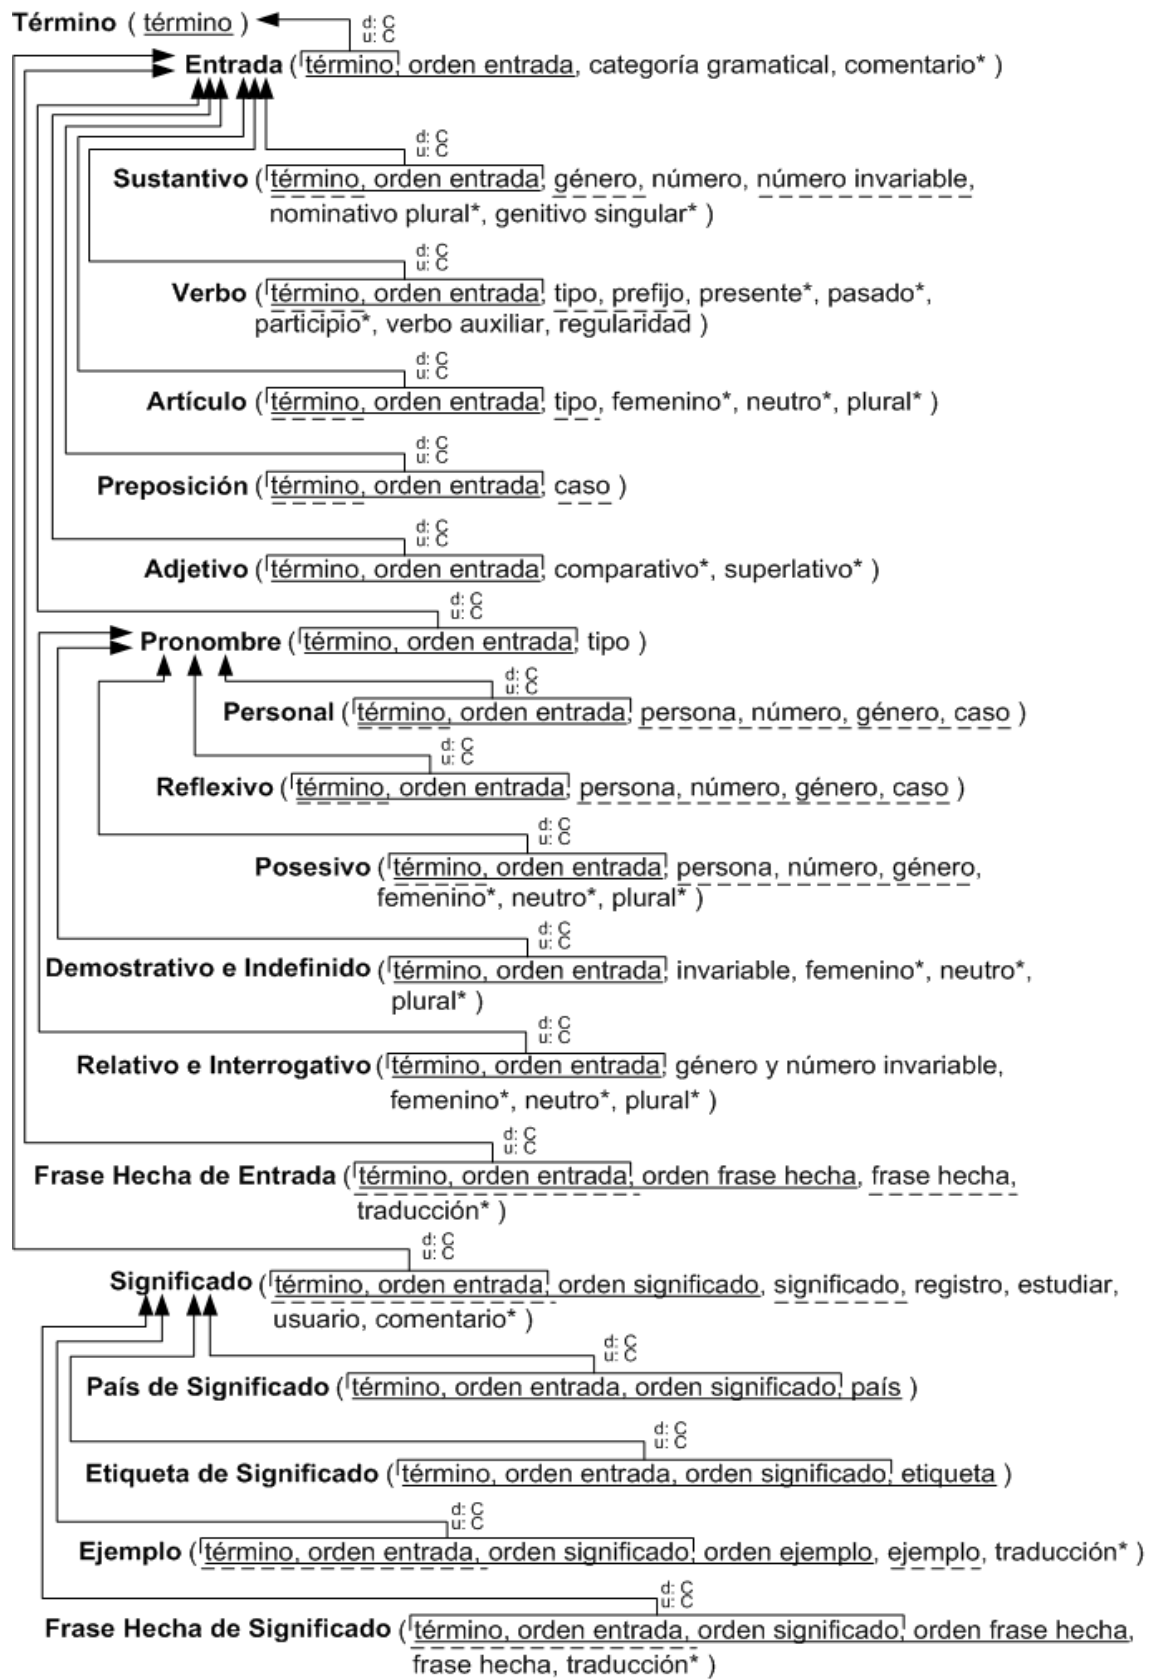 Término ( término )
d: C
u: C
Entrada ( término, orden entrada, categoría gramatical, comentario* )
d: C
u: C
Sustantivo ( término, orden entrada, género, número, número invariable,
nominativo plural*, genitivo singular* )
d: C
u: C
Verbo ( término, orden entrada, tipo, prefijo, presente*, pasado*,
participio*, verbo auxiliar, regularidad )
d: C
u: C
Artículo ( término, orden entrada, tipo, femenino*, neutro*, plural* )
d: C
u: C
Preposición ( término, orden entrada, caso )
d: C
u: C
Adjetivo ( término, orden entrada, comparativo*, superlativo* )
d: C
u: C
Pronombre ( término, orden entrada, tipo )
d: C
u: C
Personal ( término, orden entrada, persona, número, género, caso )
d: C
u: C
Reflexivo ( término, orden entrada, persona, número, género, caso )
d: C
u: C
Posesivo ( término, orden entrada, persona, número, género,
femenino*, neutro*, plural* )
d: C
u: C
Demostrativo e Indefinido ( término, orden entrada, invariable, femenino*, neutro*,
plural* )
d: C
u: C
Relativo e Interrogativo ( término, orden entrada, género y número invariable,
femenino*, neutro*, plural* )
d: C
u: C
Frase Hecha de Entrada ( término, orden entrada, orden frase hecha, frase hecha,
traducción* )
d: C
u: C
Significado ( término, orden entrada, orden significado, significado, registro, estudiar,
usuario, comentario* )
d: C
u: C
País de Significado ( término, orden entrada, orden significado, país )
d: C
u: C
Etiqueta de Significado ( término, orden entrada, orden significado, etiqueta )
d: C
u: C
Ejemplo ( término, orden entrada, orden significado, orden ejemplo, ejemplo, traducción* )
d: C
u: C
Frase Hecha de Significado ( término, orden entrada, orden significado, orden frase hecha,
frase hecha, traducción* )